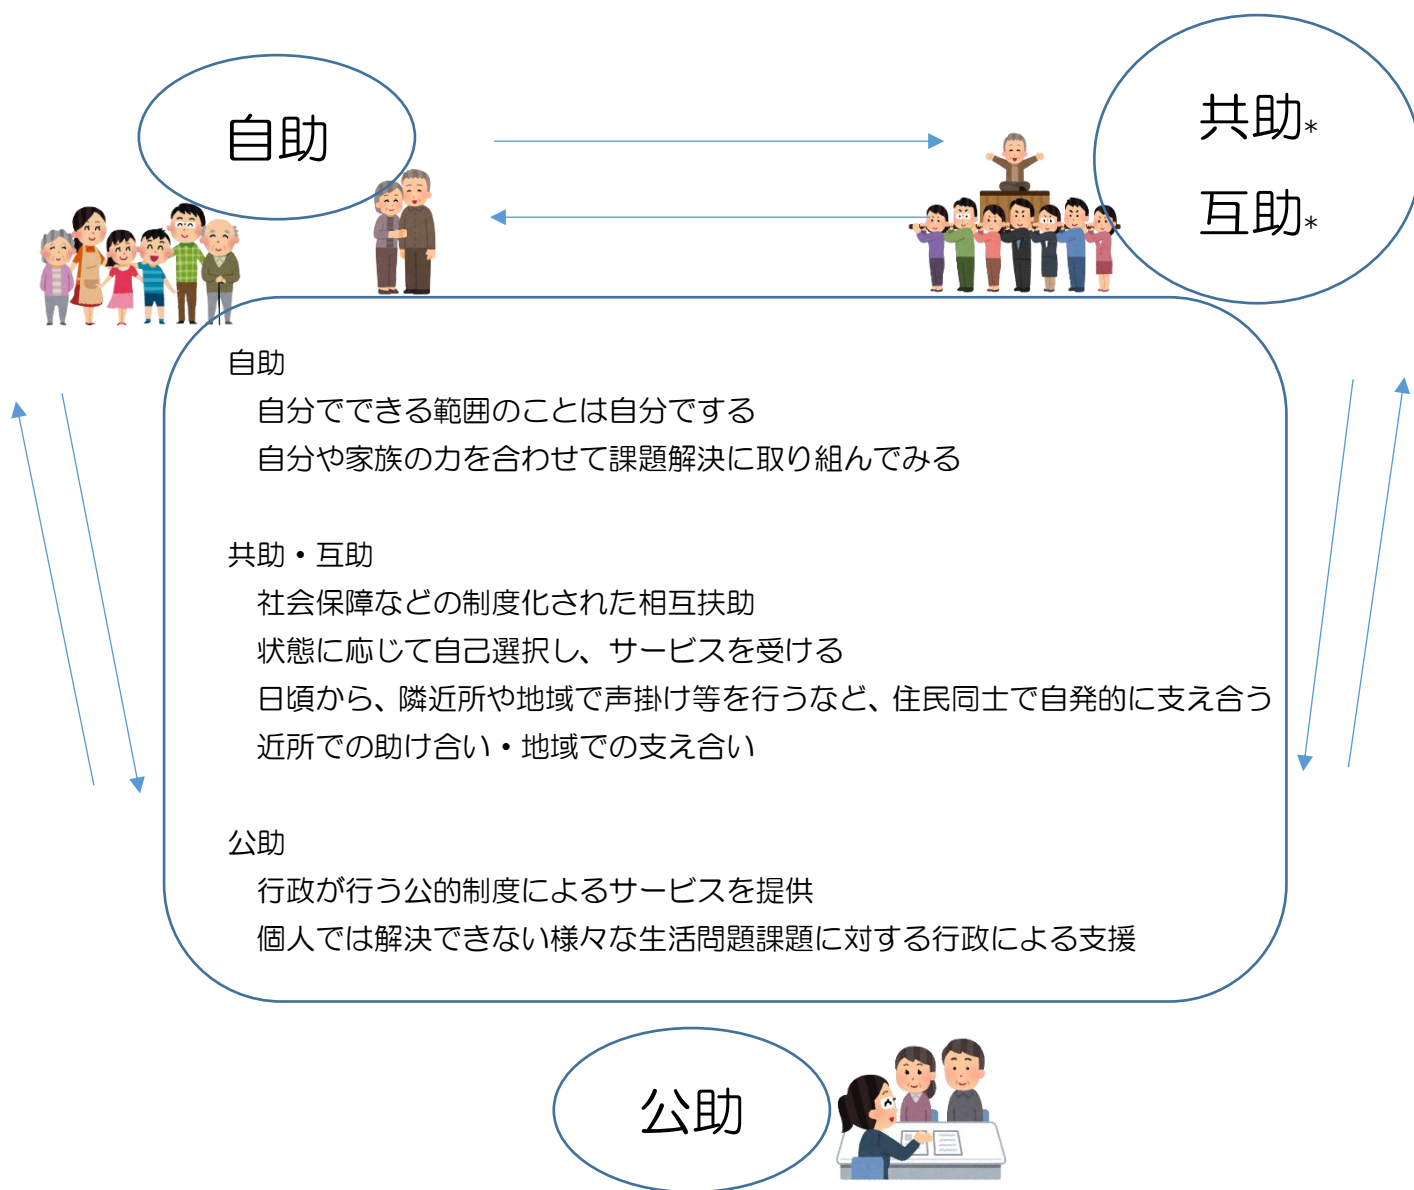 自助
共助*
互助*
自助
自分でできる範囲のことは自分でする
自分や家族の力を合わせて課題解決に取り組んでみる
共助・互助
社会保障などの制度化された相互扶助
状態に応じて自己選択し、サービスを受ける
日頃から、隣近所や地域で声掛け等を行うなど、住民同士で自発的に支え合う
近所での助け合い・地域での支え合い
公助
行政が行う公的制度によるサービスを提供
個人では解決できない様々な生活問題課題に対する行政による支援
公助